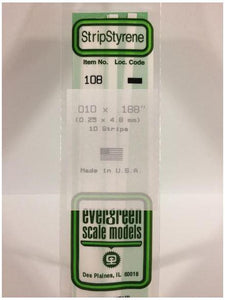 StripStyrene
Item No. Loc. Code
108
.010 x .188"
(0.25 x 4.8 mm)
10 Strips
Made in U.S.A.
evergreen
scale models
Des Plaines, IL 60018